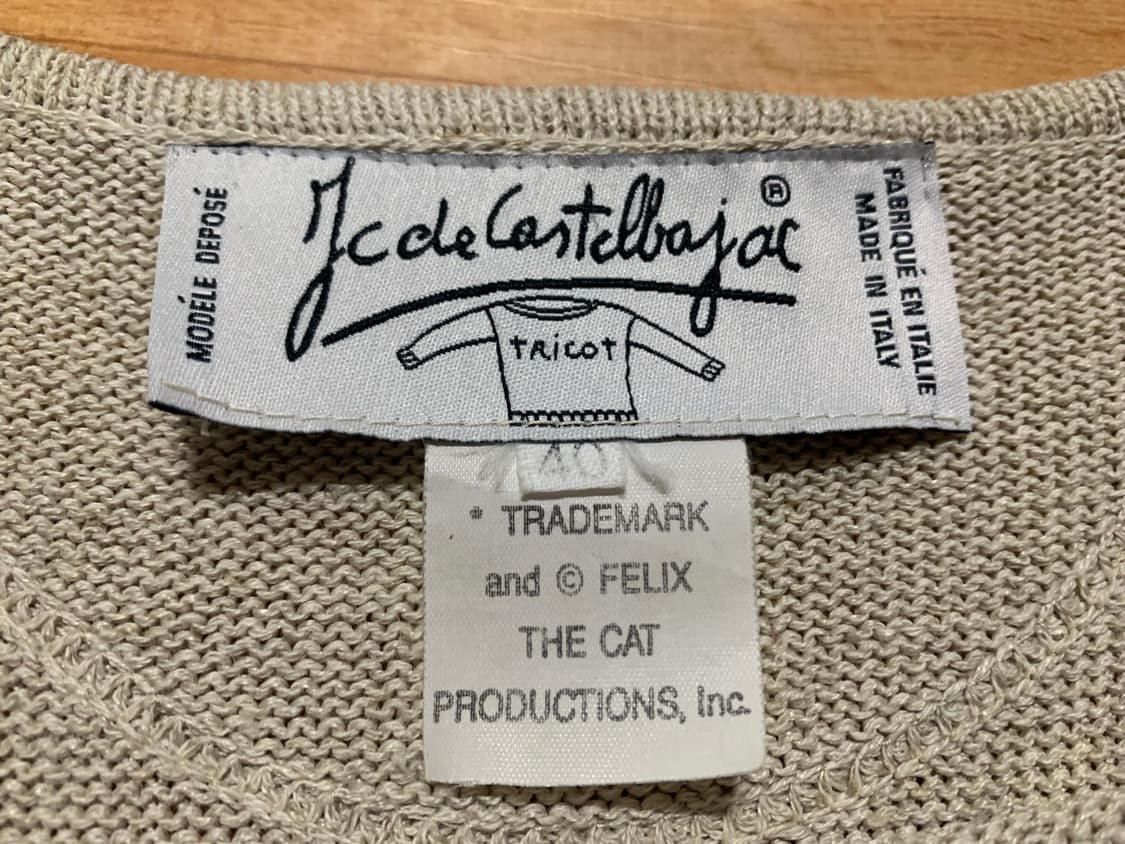 MODÉLE DEPOSÉ
Jc de Castelbajac ®
TRICOT
FABRIQUÉ EN ITALIE
MADE IN ITALY
40
* TRADEMARK
and © FELIX
THE CAT
PRODUCTIONS, Inc.